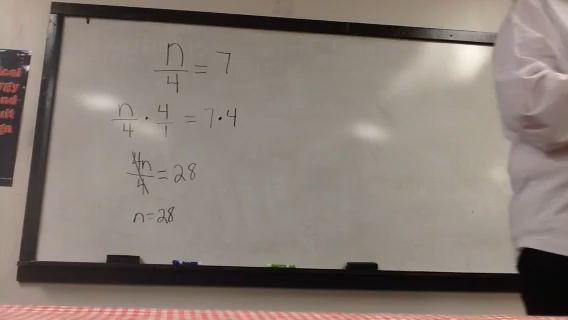 n/4 = 7
n/4 · 4/1 = 7·4
4n/4 = 28
n=28